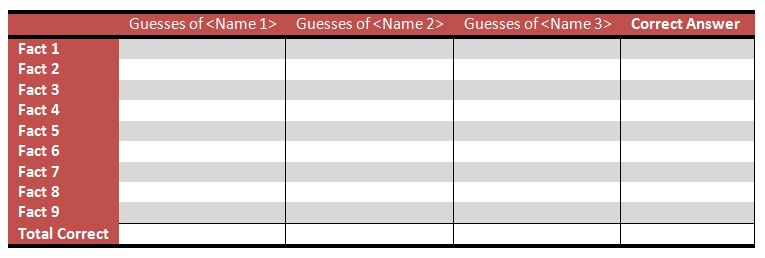 Guesses of <Name 1> Guesses of <Name 2> Guesses of <Name 3> Correct Answer
Fact 1
Fact 2
Fact 3
Fact 4
Fact 5
Fact 6
Fact 7
Fact 8
Fact 9
Total Correct